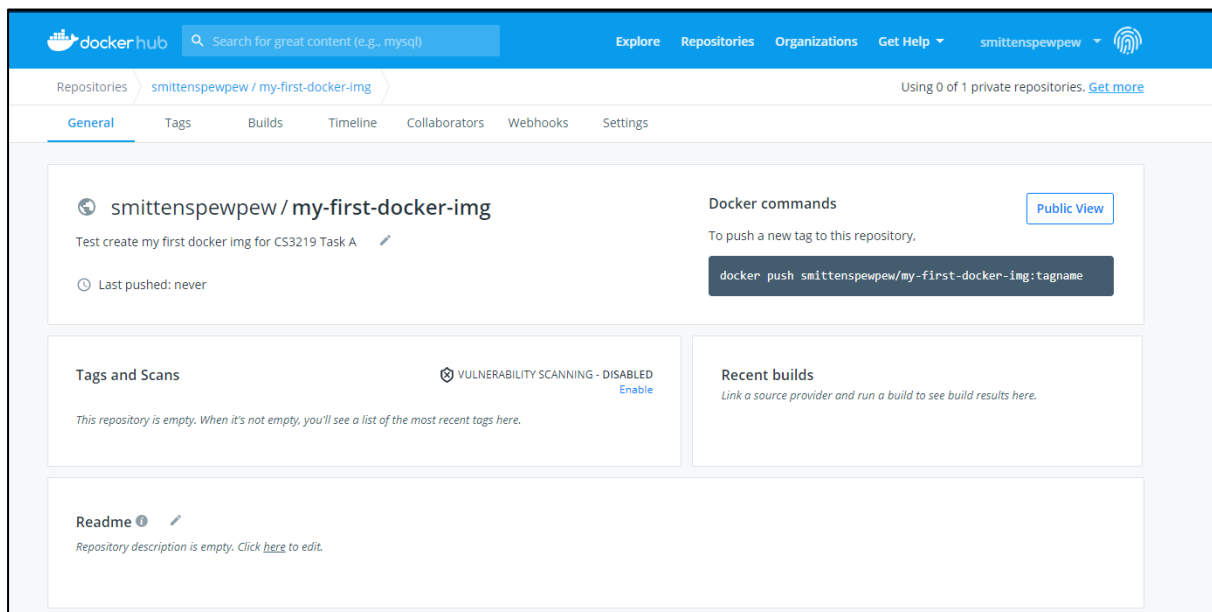 dockerhub Search for great content (e.g., mysql) Explore Repositories Organizations Get Help smittenspewpew
Repositories smittenspewpew / my-first-docker-img Using 0 of 1 private repositories. Get more
General Tags Builds Timeline Collaborators Webhooks Settings
smittenspewpew / my-first-docker-img
Test create my first docker img for CS3219 Task A
Last pushed: never
Docker commands
Public View
To push a new tag to this repository,
docker push smittenspewpew/my-first-docker-img:tagname
Tags and Scans
VULNERABILITY SCANNING - DISABLED
Enable
This repository is empty. When it's not empty, you'll see a list of the most recent tags here.
Recent builds
Link a source provider and run a build to see build results here.
Readme
Repository description is empty. Click here to edit.